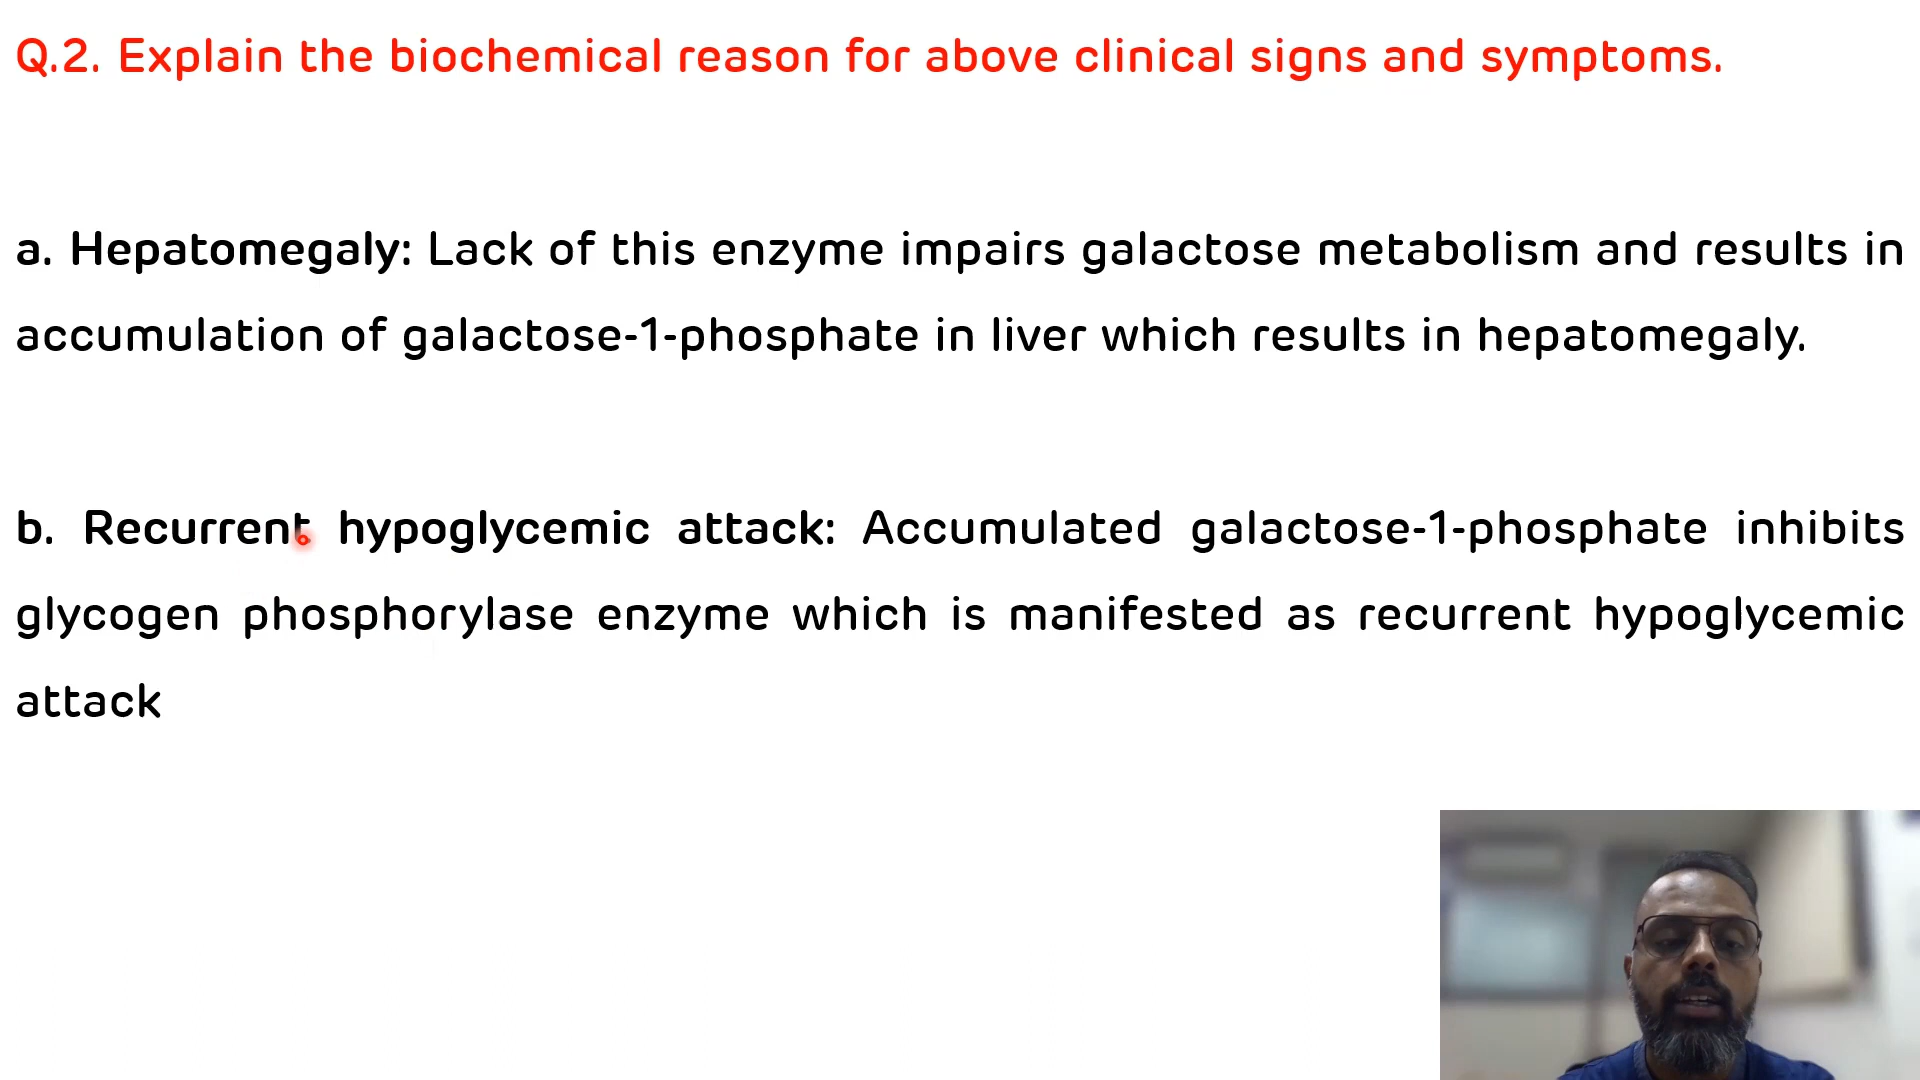 Q.2. Explain the biochemical reason for above clinical signs and symptoms.
a. Hepatomegaly: Lack of this enzyme impairs galactose metabolism and results in
accumulation of galactose-1-phosphate in liver which results in hepatomegaly.
b. Recurrent hypoglycemic attack: Accumulated galactose-1-phosphate inhibits
glycogen phosphorylase enzyme which is manifested as recurrent hypoglycemic
attack